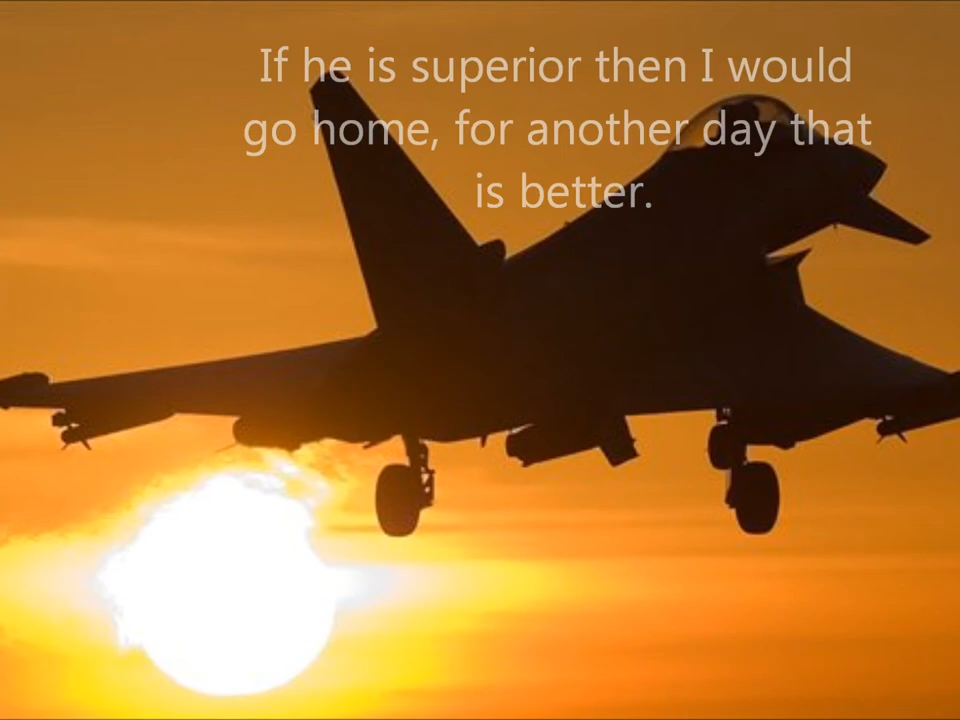 If he is superior then I would
go home, for another day that
is better.